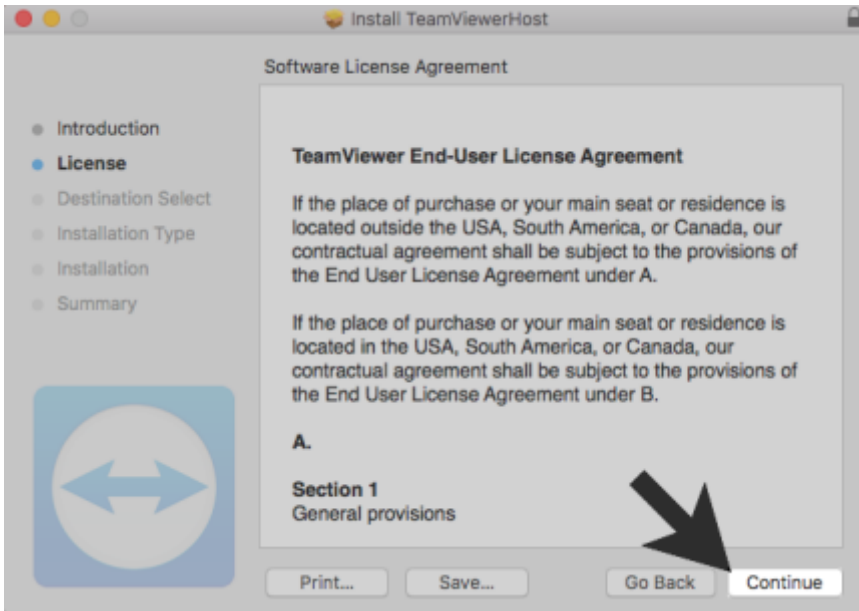 Install TeamViewerHost
Software License Agreement
Introduction
License
Destination Select
Installation Type
Installation
Summary
TeamViewer End-User License Agreement
If the place of purchase or your main seat or residence is
located outside the USA, South America, or Canada, our
contractual agreement shall be subject to the provisions of
the End User License Agreement under A.
If the place of purchase or your main seat or residence is
located in the USA, South America, or Canada, our
contractual agreement shall be subject to the provisions of
the End User License Agreement under B.
A.
Section 1
General provisions
Print... Save... Go Back Continue